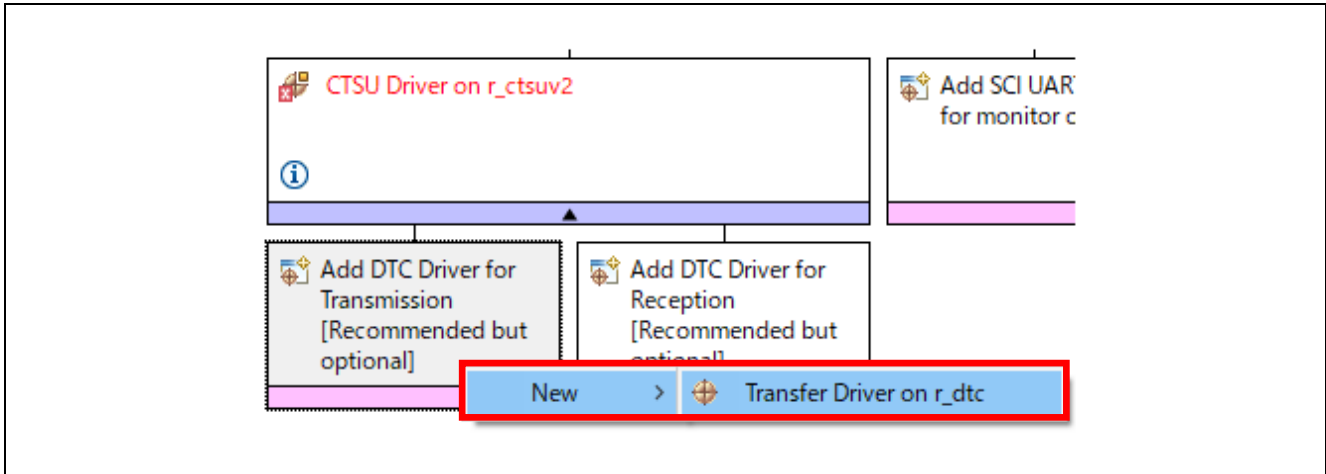 CTSU Driver on r_ctsuv2
Add SCI UAR
for monitor c
Add DTC Driver for
Transmission
[Recommended but
optional]
Add DTC Driver for
Reception
[Recommended but
optional]
New
Transfer Driver on r_dtc